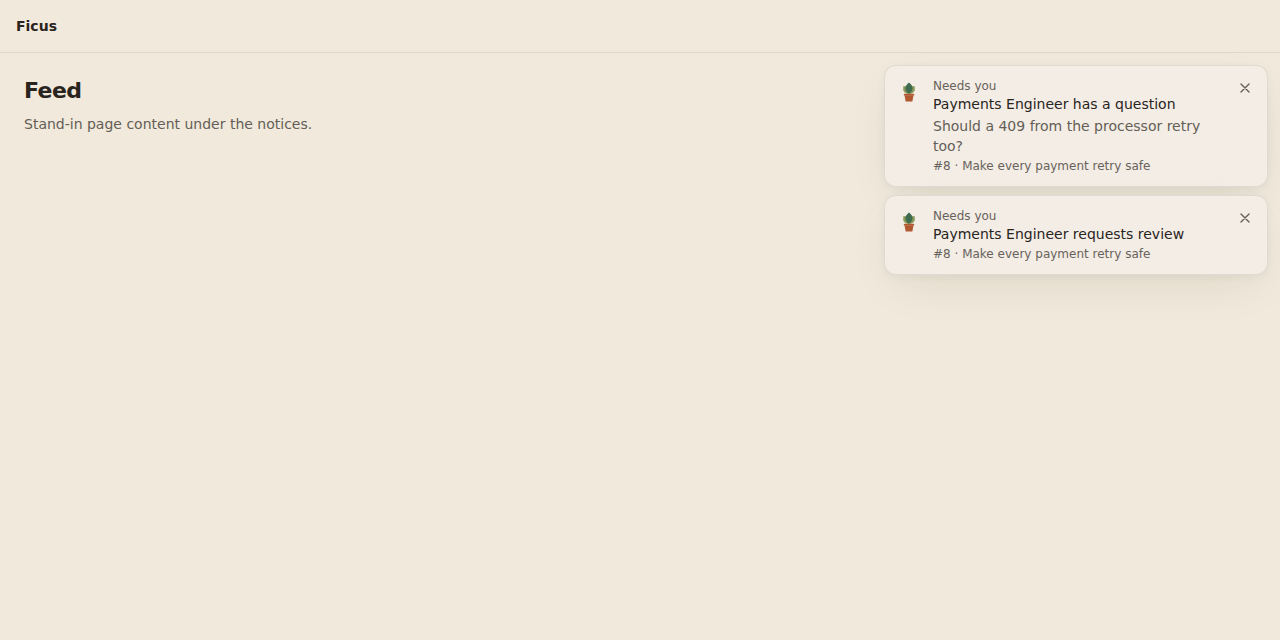 Ficus
Feed
Stand-in page content under the notices.
Needs you
Payments Engineer has a question
Should a 409 from the processor retry
too?
#8 · Make every payment retry safe
Needs you
Payments Engineer requests review
#8 · Make every payment retry safe